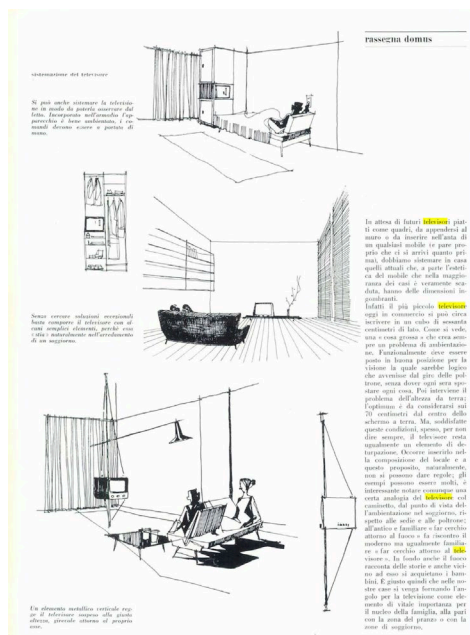 rassegna domus
sistemazione del televisore
Si può anche sistemare la televisio-
ne in modo da poterla osservare dal
letto. Incorporato nell'armadio l'ap-
parecchio è bene ambientato, i co-
mandi devono essere a portata di
mano.
Senza cercare soluzioni eccezionali
basta comporre il televisore con al-
cuni semplici elementi, perchè esso
« stia » naturalmente nell'arredamento
di un soggiorno.
Un elemento metallico verticale reg-
ge il televisore sospeso alla giusta
altezza, girevole attorno al proprio
asse.
In attesa di futuri televisori piat-
ti come quadri, da appendersi al
muro o da inserire nell'anta di
un qualsiasi mobile (e pare pro-
prio che ci si arrivi quanto pri-
ma), dobbiamo sistemare in casa
quelli attuali che, a parte l'esteti-
ca del mobile che nella maggio-
ranza dei casi è veramente sca-
duta, hanno delle dimensioni in-
gombranti.
Infatti il più piccolo televisore
oggi in commercio si può circa
iscrivere in un cubo di sessanta
centimetri di lato. Come si vede,
una « cosa grossa » che crea sem-
pre un problema di ambientazio-
ne. Funzionalmente deve essere
posto in buona posizione per la
visione la quale sarebbe logico
che avvenisse dal giro delle pol-
trone, senza dover ogni sera spo-
stare ogni cosa. Poi interviene il
problema dell'altezza da terra;
l'optimum è da considerarsi sui
70 centimetri dal centro dello
schermo a terra. Ma, soddisfatte
queste condizioni, spesso, per non
dire sempre, il televisore resta
ugualmente un elemento di de-
turpazione. Occorre inserirlo nel-
la composizione del locale e a
questo proposito, naturalmente,
non si possono dare regole; gli
esempi possono essere molti, è
interessante notare comunque una
certa analogia del televisore col
caminetto, dal punto di vista del-
l'ambientazione nel soggiorno, ri-
spetto alle sedie e alle poltrone;
all'antico e familiare « far cerchio
attorno al fuoco » fa riscontro il
moderno ma ugualmente familia-
re « far cerchio attorno al tele-
visore ». In fondo anche il fuoco
racconta delle storie e anche vici-
no ad esso si acquietano i bam-
bini. È giusto quindi che nelle no-
stre case si venga formando l'an-
golo per la televisione come ele-
mento di vitale importanza per
il nucleo della famiglia, alla pari
con la zona del pranzo o con la
zona di soggiorno.